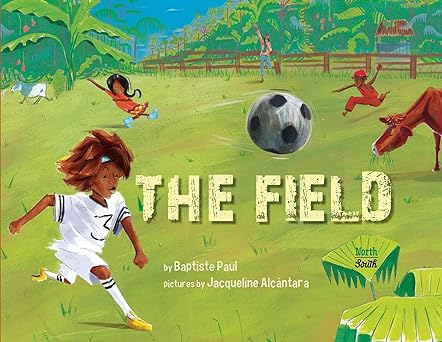 THE FIELD
by Baptiste Paul
pictures by Jacqueline Alcántara
North
South